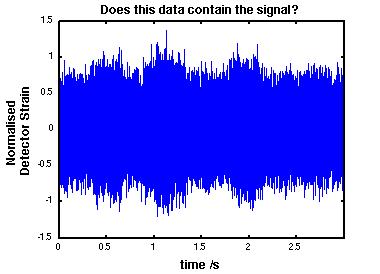 Does this data contain the signal?
1.5
1
0.5
0
-0.5
-1
-1.5
Normalised
Detector Strain
0 0.5 1 1.5 2 2.5
time /s